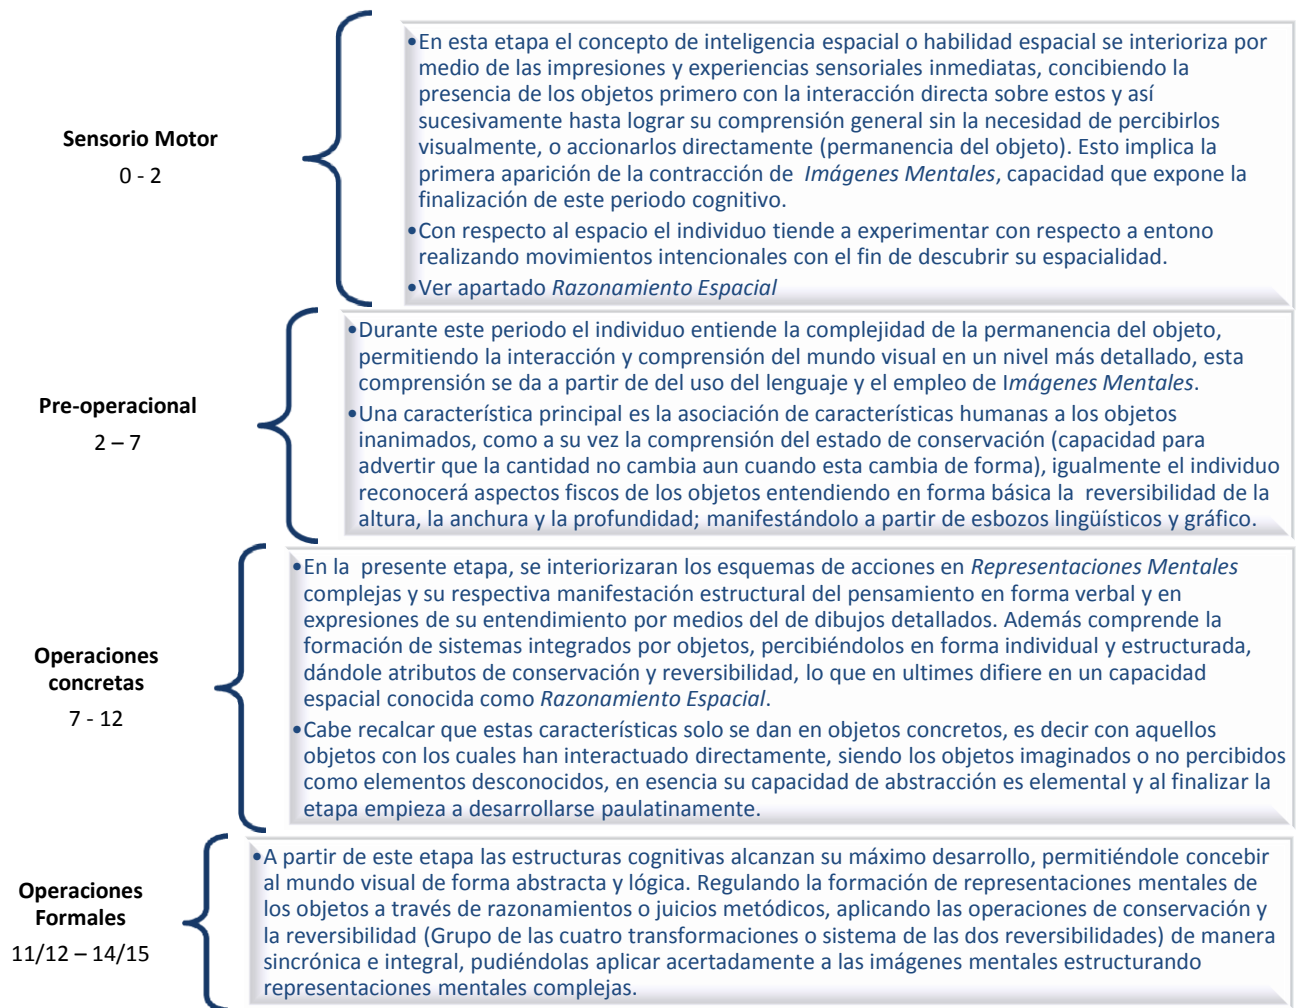 Sensorio Motor
0 - 2
•En esta etapa el concepto de inteligencia espacial o habilidad espacial se interioriza por
medio de las impresiones y experiencias sensoriales inmediatas, concibiendo la
presencia de los objetos primero con la interacción directa sobre estos y así
sucesivamente hasta lograr su comprensión general sin la necesidad de percibirlos
visualmente, o accionarlos directamente (permanencia del objeto). Esto implica la
primera aparición de la contracción de Imágenes Mentales, capacidad que expone la
finalización de este periodo cognitivo.
•Con respecto al espacio el individuo tiende a experimentar con respecto a entono
realizando movimientos intencionales con el fin de descubrir su espacialidad.
•Ver apartado Razonamiento Espacial
Pre-operacional
2 – 7
•Durante este periodo el individuo entiende la complejidad de la permanencia del objeto,
permitiendo la interacción y comprensión del mundo visual en un nivel más detallado, esta
comprensión se da a partir de del uso del lenguaje y el empleo de Imágenes Mentales.
•Una característica principal es la asociación de características humanas a los objetos
inanimados, como a su vez la comprensión del estado de conservación (capacidad para
advertir que la cantidad no cambia aun cuando esta cambia de forma), igualmente el individuo
reconocerá aspectos fiscos de los objetos entendiendo en forma básica la reversibilidad de la
altura, la anchura y la profundidad; manifestándolo a partir de esbozos lingüísticos y gráfico.
Operaciones
concretas
7 - 12
•En la presente etapa, se interiorizaran los esquemas de acciones en Representaciones Mentales
complejas y su respectiva manifestación estructural del pensamiento en forma verbal y en
expresiones de su entendimiento por medios del de dibujos detallados. Además comprende la
formación de sistemas integrados por objetos, percibiéndolos en forma individual y estructurada,
dándole atributos de conservación y reversibilidad, lo que en ultimes difiere en un capacidad
espacial conocida como Razonamiento Espacial.
•Cabe recalcar que estas características solo se dan en objetos concretos, es decir con aquellos
objetos con los cuales han interactuado directamente, siendo los objetos imaginados o no percibidos
como elementos desconocidos, en esencia su capacidad de abstracción es elemental y al finalizar la
etapa empieza a desarrollarse paulatinamente.
Operaciones
Formales
11/12 – 14/15
•A partir de este etapa las estructuras cognitivas alcanzan su máximo desarrollo, permitiéndole concebir
al mundo visual de forma abstracta y lógica. Regulando la formación de representaciones mentales de
los objetos a través de razonamientos o juicios metódicos, aplicando las operaciones de conservación y
la reversibilidad (Grupo de las cuatro transformaciones o sistema de las dos reversibilidades) de manera
sincrónica e integral, pudiéndolas aplicar acertadamente a las imágenes mentales estructurando
representaciones mentales complejas.